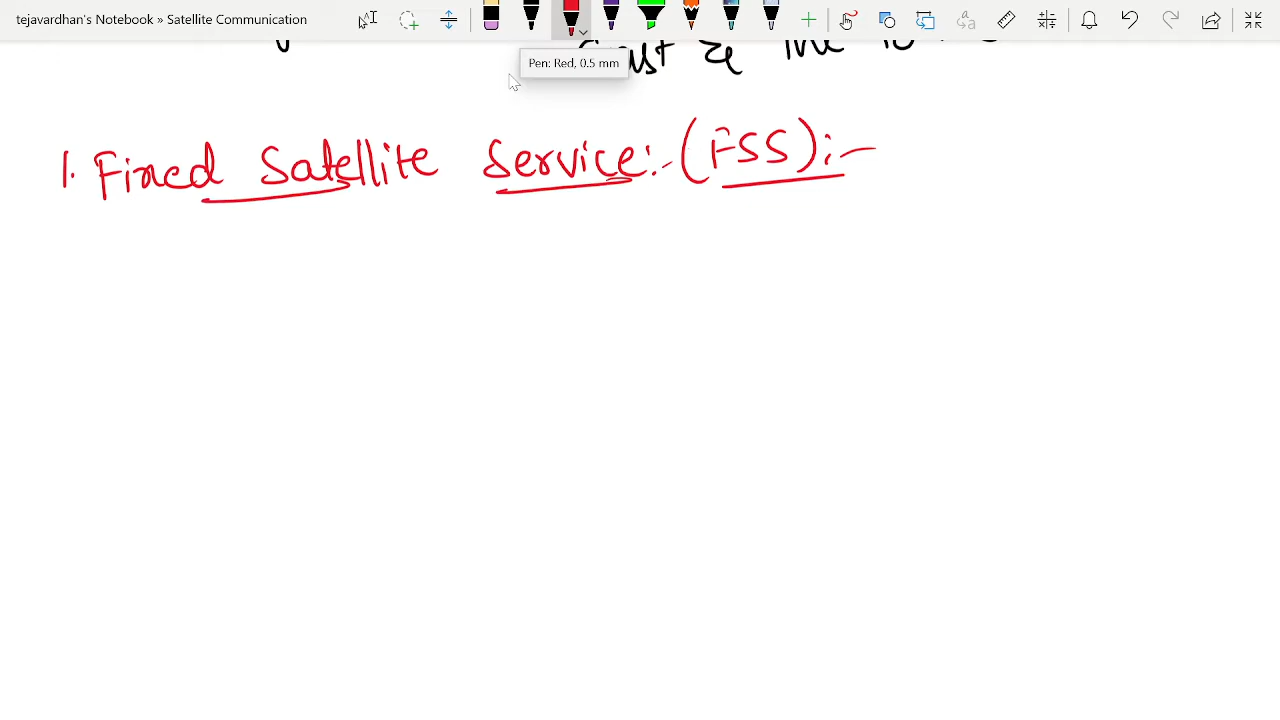 tejavardhan's Notebook » Satellite Communication
Pen: Red, 0.5 mm
1. Fixed Satellite Service:- (FSS):-